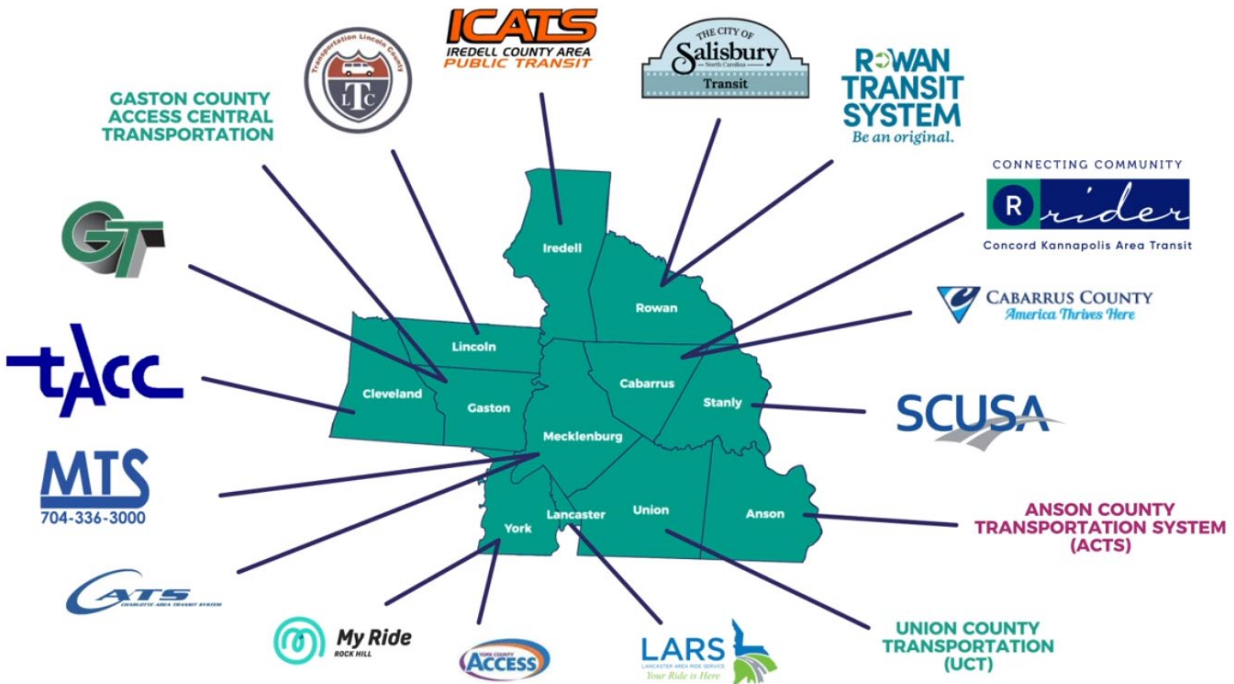 ICATS
IREDELL COUNTY AREA
PUBLIC TRANSIT
Transportation Lincoln County
LTC
THE CITY OF
Salisbury
North Carolina
Transit
ROWAN
TRANSIT
SYSTEM
Be an original.
GASTON COUNTY
ACCESS CENTRAL
TRANSPORTATION
CONNECTING COMMUNITY
R rider
Concord Kannapolis Area Transit
GT
CABARRUS COUNTY
America Thrives Here
tAcc
SCUSA
MTS
704-336-3000
ANSON COUNTY
TRANSPORTATION SYSTEM
(ACTS)
CATS
CHARLOTTE AREA TRANSIT SYSTEM
My Ride
ROCK HILL
YORK COUNTY
ACCESS
LARS
LANCASTER AREA RIDE SERVICE
Your Ride is Here
UNION COUNTY
TRANSPORTATION
(UCT)
Iredell
Rowan
Lincoln
Cleveland
Gaston
Cabarrus
Stanly
Mecklenburg
York
Lancaster
Union
Anson